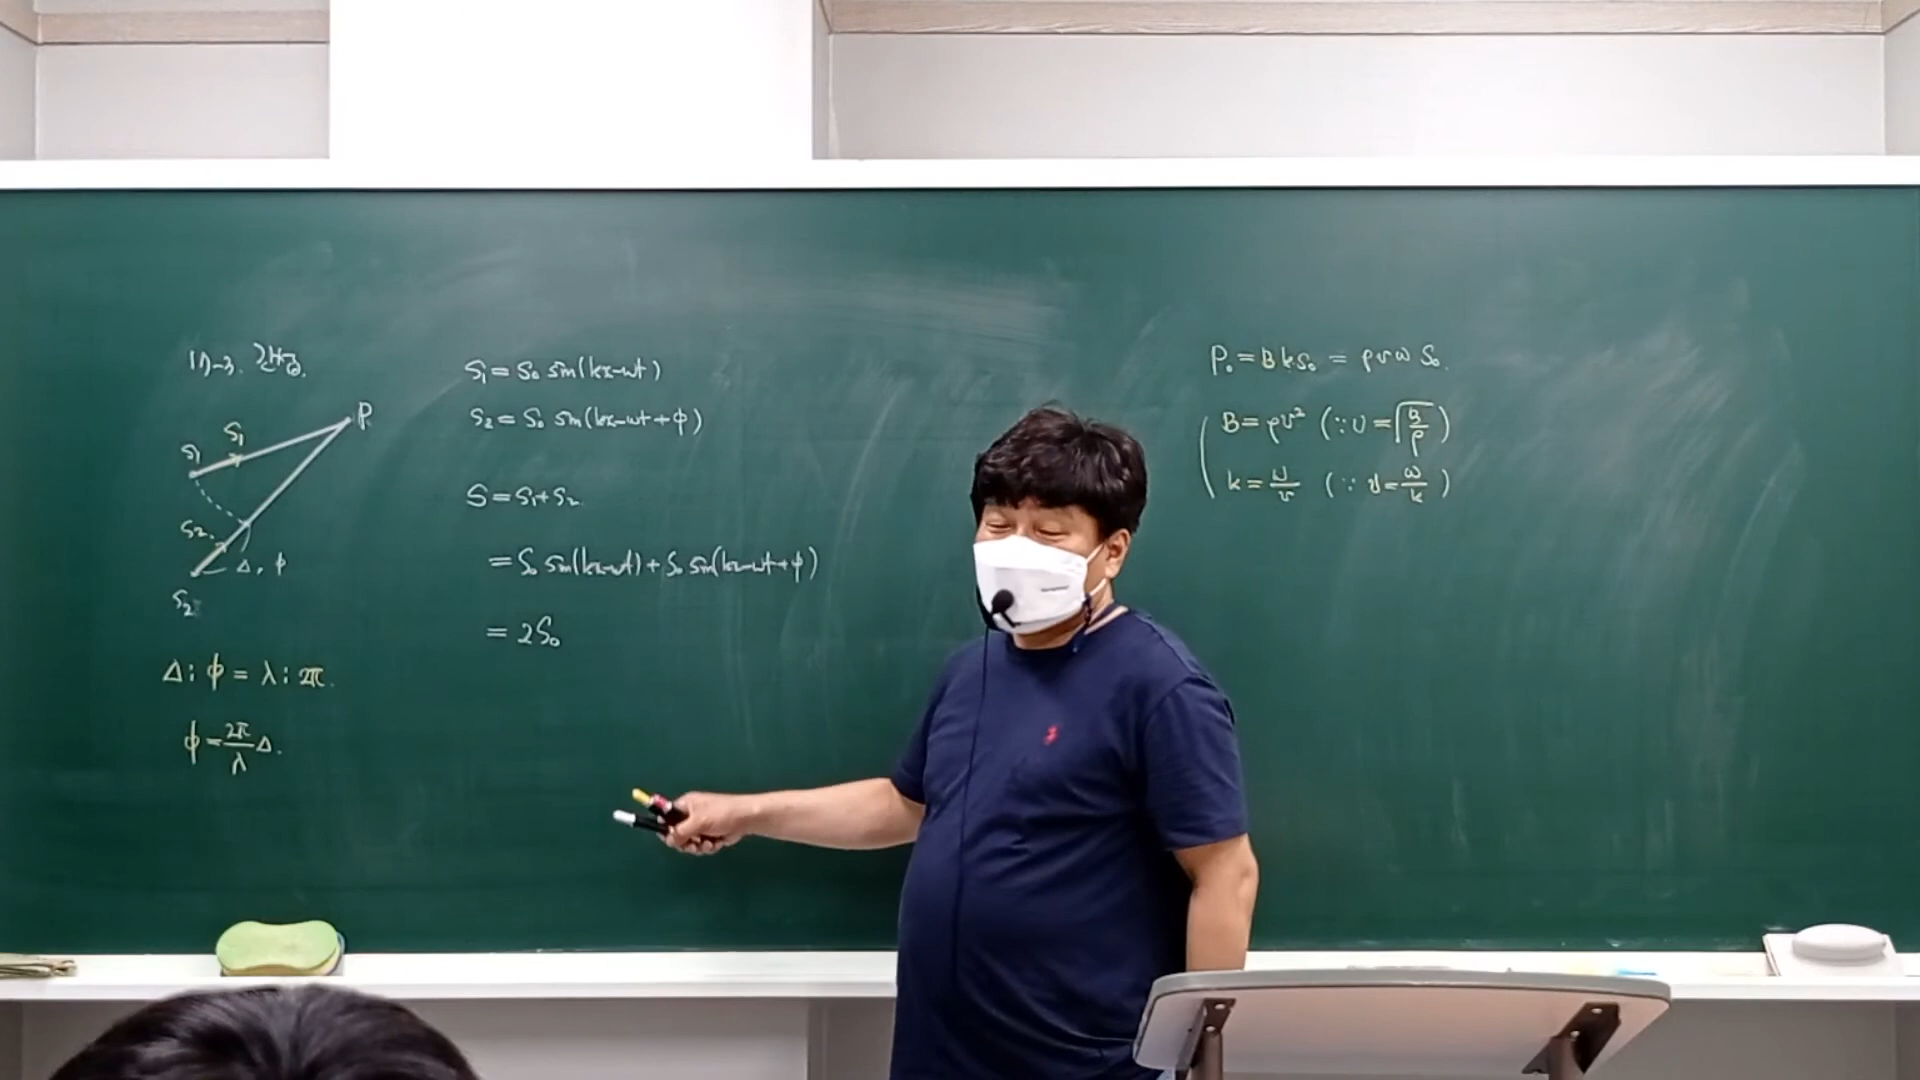 17-3. 간섭.
P
S₁
S₁
S₂
Δ, φ
S₂
Δ : φ = λ : 2π.
φ = 2π/λ Δ.
S₁ = S₀ sin(kx-ωt)
S₂ = S₀ sin(kx-ωt+φ)
S = S₁+S₂
= S₀ sin(kx-ωt) + S₀ sin(kx-ωt+φ)
= 2S₀
P₀ = BkS₀ = ρvω S₀.
B = ρv² (∵ v = √(B/ρ))
k = ω/v (∵ v = ω/k)